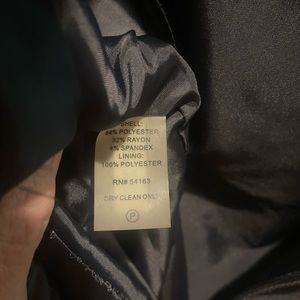 SHELL:
64% POLYESTER
32% RAYON
4% SPANDEX
LINING:
100% POLYESTER
RN# 54163
DRY CLEAN ONLY
P